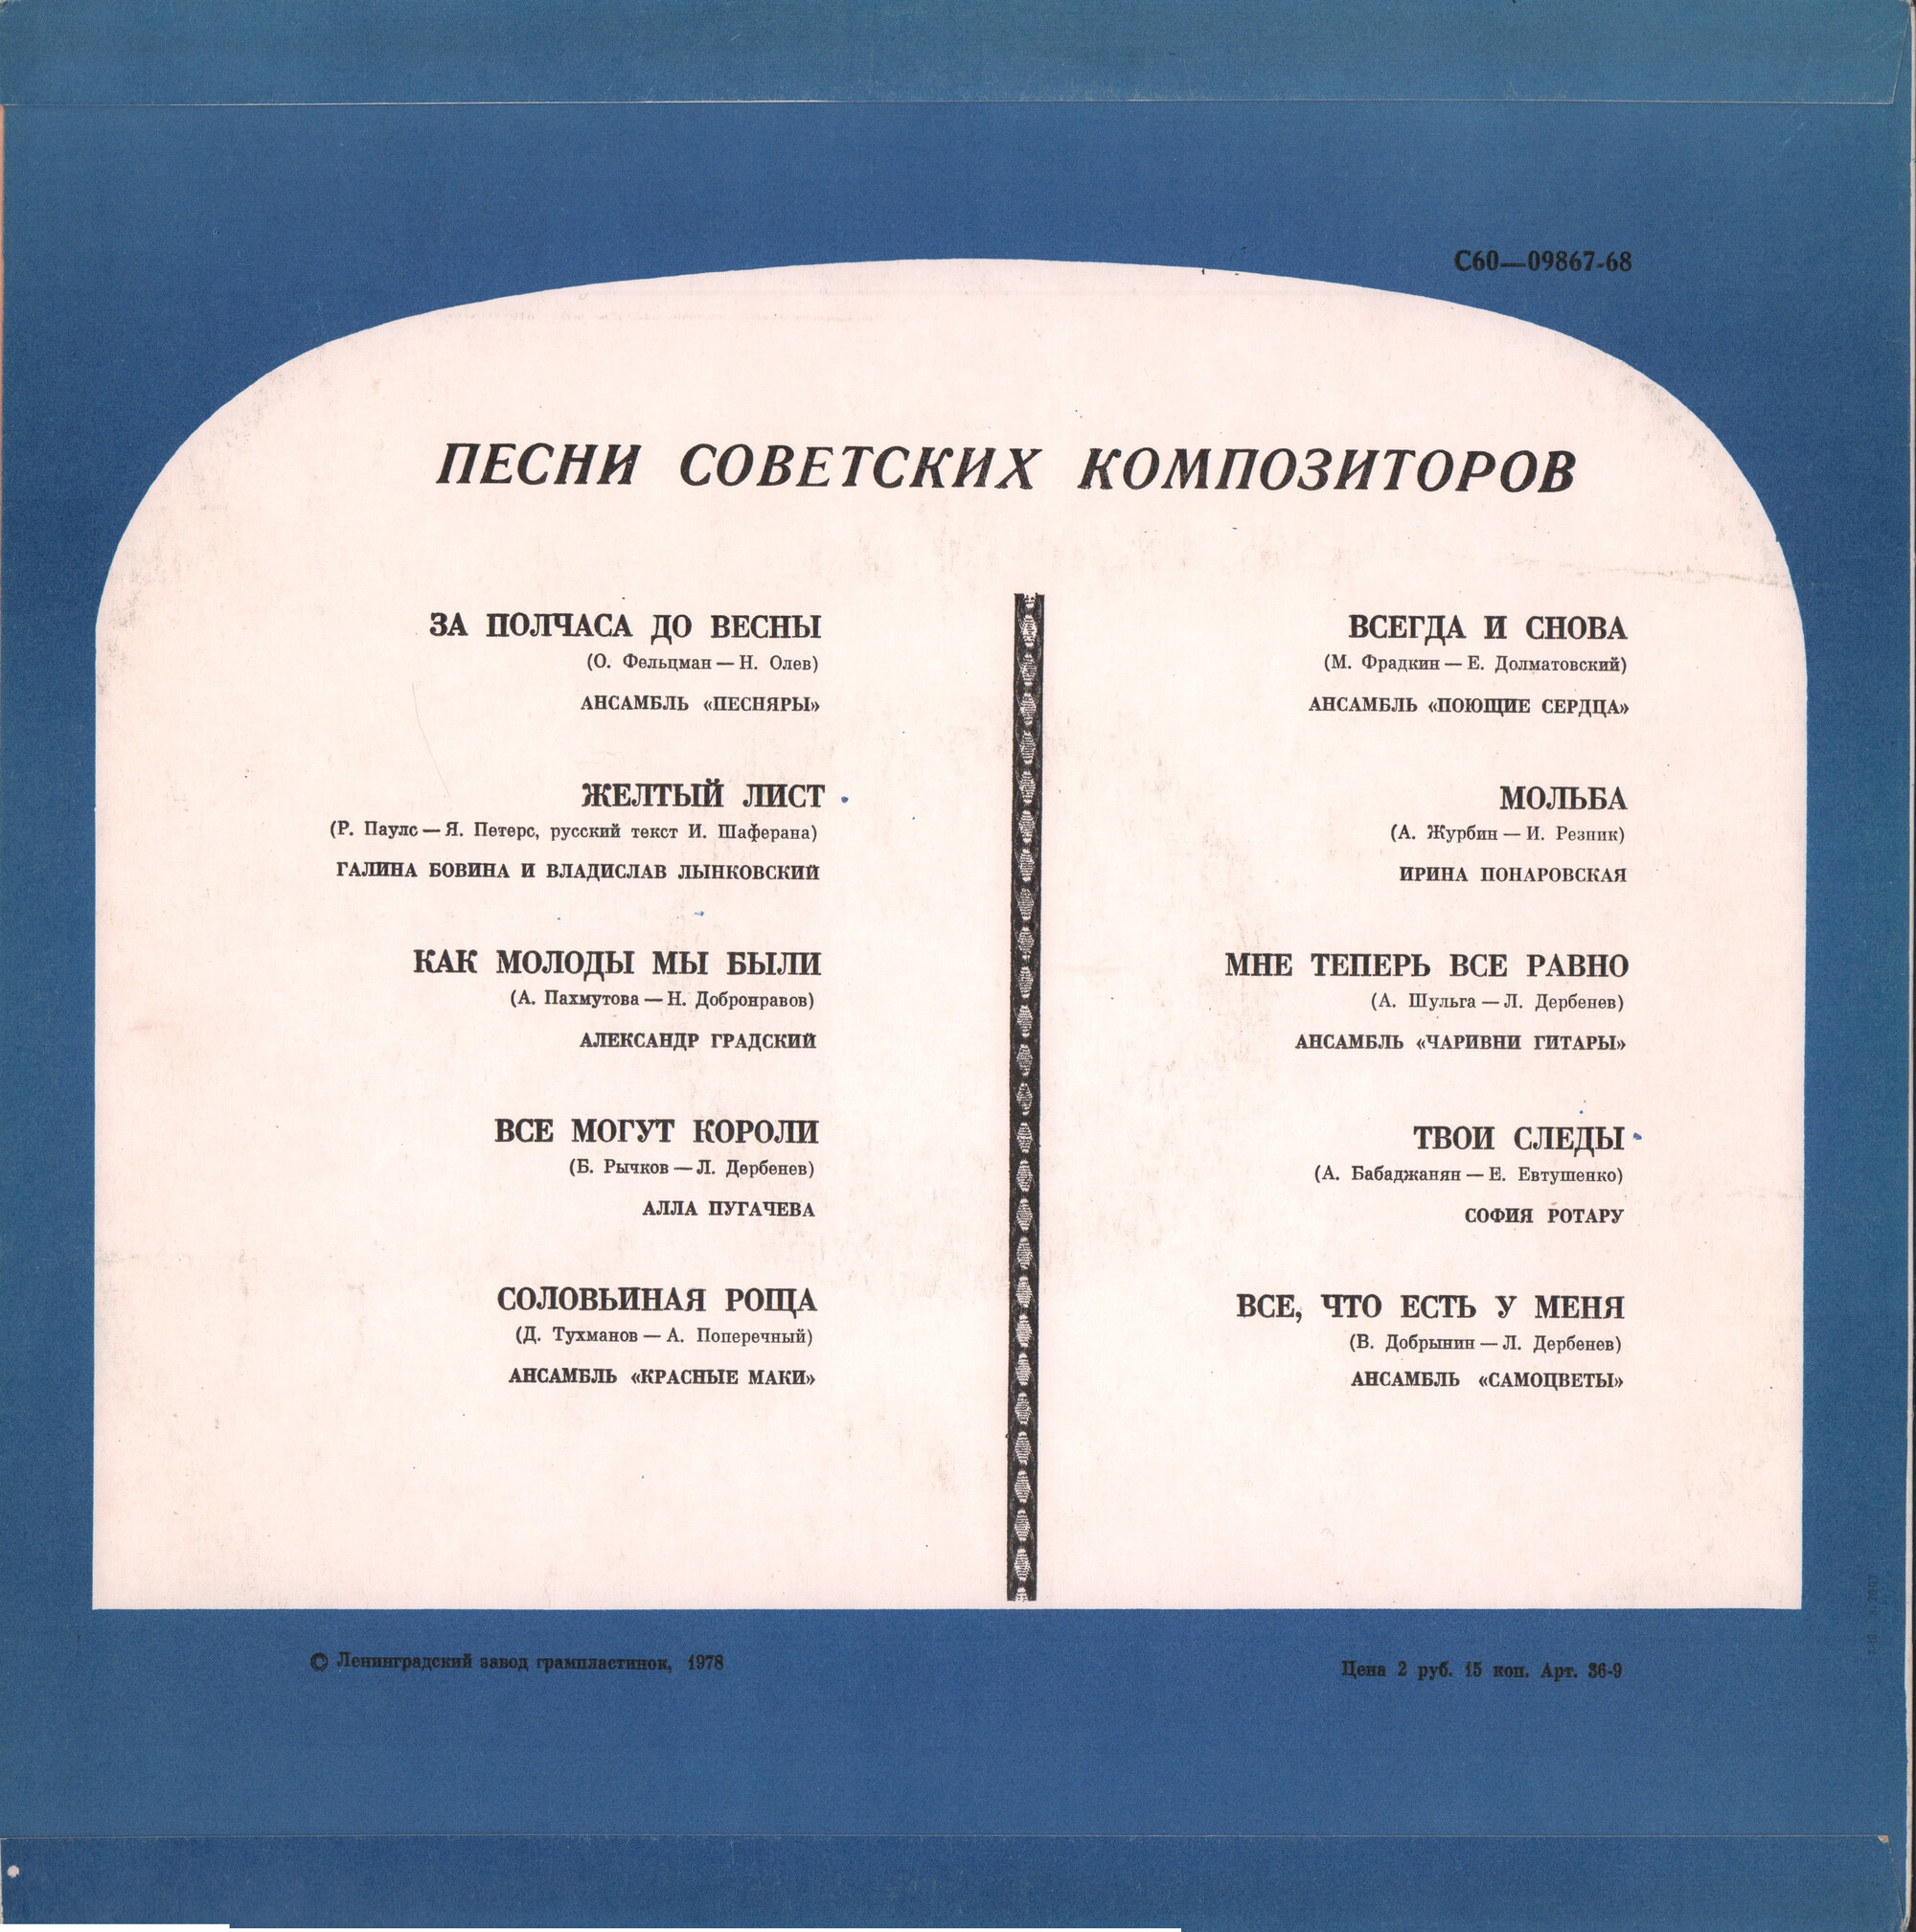 С60—09867-68
ПЕСНИ СОВЕТСКИХ КОМПОЗИТОРОВ
ЗА ПОЛЧАСА ДО ВЕСНЫ
(О. Фельцман — Н. Олев)
АНСАМБЛЬ «ПЕСНЯРЫ»
ЖЕЛТЫЙ ЛИСТ
(Р. Паулс — Я. Петерс, русский текст И. Шаферана)
ГАЛИНА БОВИНА И ВЛАДИСЛАВ ЛЫНКОВСКИЙ
КАК МОЛОДЫ МЫ БЫЛИ
(А. Пахмутова — Н. Добронравов)
АЛЕКСАНДР ГРАДСКИЙ
ВСЕ МОГУТ КОРОЛИ
(Б. Рычков — Л. Дербенев)
АЛЛА ПУГАЧЕВА
СОЛОВЬИНАЯ РОЩА
(Д. Тухманов — А. Поперечный)
АНСАМБЛЬ «КРАСНЫЕ МАКИ»
ВСЕГДА И СНОВА
(М. Фрадкин — Е. Долматовский)
АНСАМБЛЬ «ПОЮЩИЕ СЕРДЦА»
МОЛЬБА
(А. Журбин — И. Резник)
ИРИНА ПОНАРОВСКАЯ
МНЕ ТЕПЕРЬ ВСЕ РАВНО
(А. Шульга — Л. Дербенев)
АНСАМБЛЬ «ЧАРИВНИ ГИТАРЫ»
ТВОИ СЛЕДЫ
(А. Бабаджанян — Е. Евтушенко)
СОФИЯ РОТАРУ
ВСЕ, ЧТО ЕСТЬ У МЕНЯ
(В. Добрынин — Л. Дербенев)
АНСАМБЛЬ «САМОЦВЕТЫ»
© Ленинградский завод грампластинок, 1978
Цена 2 руб. 15 коп. Арт. 36-9